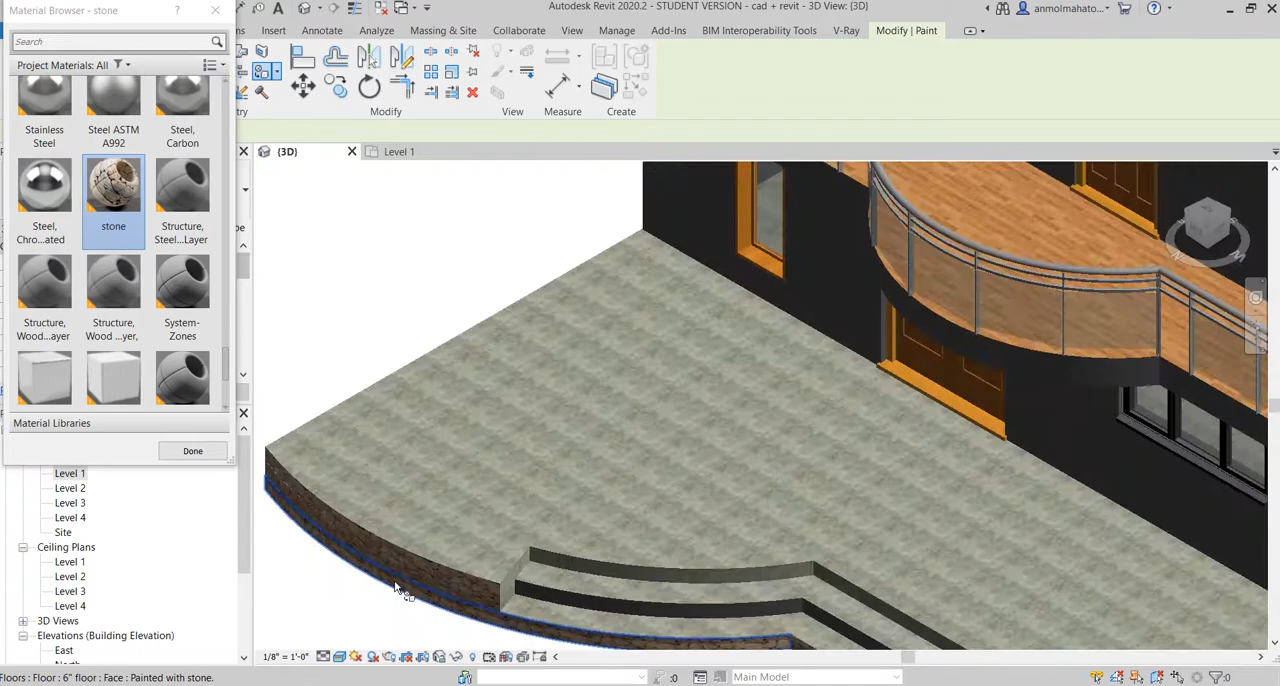 Material Browser - stone
? ×
Autodesk Revit 2020.2 - STUDENT VERSION - cad + revit - 3D View: {3D}
anmolmahato...
Annotate Analyze Massing & Site Collaborate View Manage Add-Ins BIM Interoperability Tools V-Ray Modify | Paint
Search
Project Materials: All
Modify View Measure Create
Stainless Steel
Steel ASTM A992
Steel, Carbon
{3D}
Level 1
Steel, Chro...ated
stone
Structure, Steel...Layer
Structure, Wood...ayer
Structure, Wood ...yer,
System-Zones
Material Libraries
Done
Level 1
Level 2
Level 3
Level 4
Site
Ceiling Plans
Level 1
Level 2
Level 3
Level 4
3D Views
Elevations (Building Elevation)
East
1/8" = 1'-0"
Floors : Floor : 6" floor : Face : Painted with stone.
:0
Main Model
:0